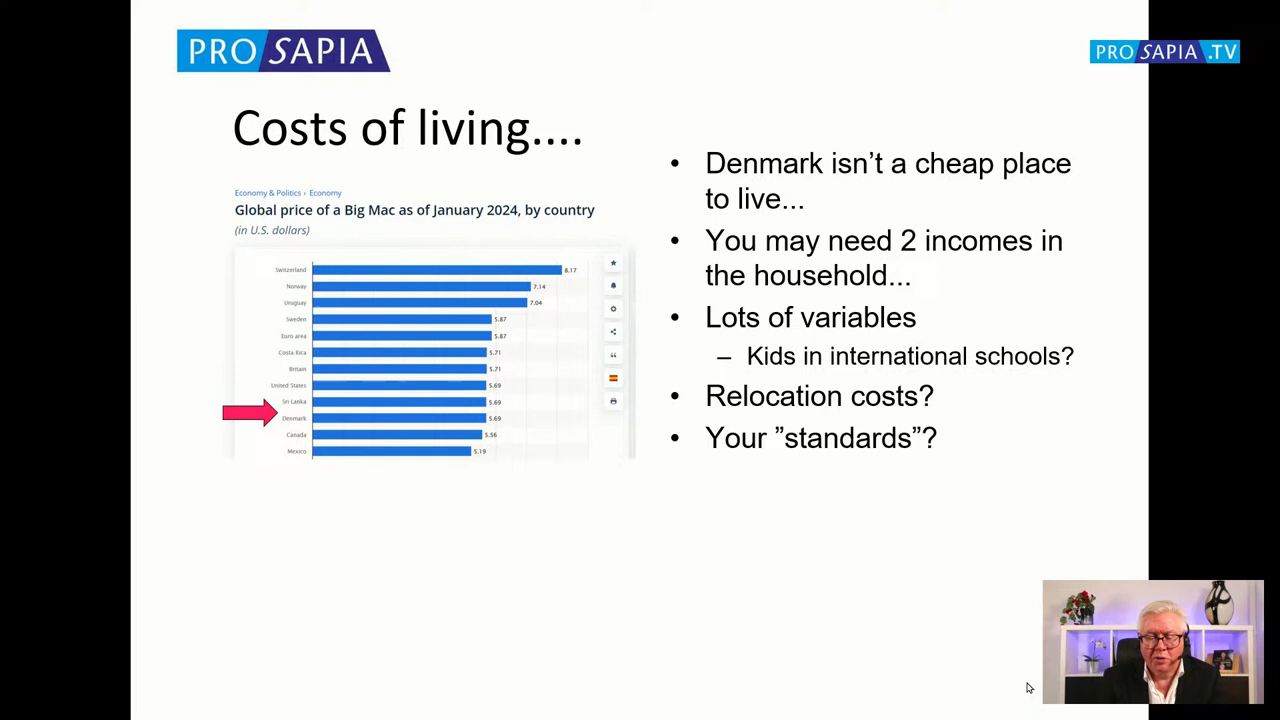 PRO SAPIA
PRO SAPIA .TV
Costs of living....
Economy & Politics › Economy
Global price of a Big Mac as of January 2024, by country
(in U.S. dollars)
Switzerland 8.17
Norway 7.14
Uruguay 7.04
Sweden 5.87
Euro area 5.87
Costa Rica 5.71
Britain 5.71
United States 5.69
Sri Lanka 5.69
Denmark 5.69
Canada 5.56
Mexico 5.19
• Denmark isn’t a cheap place
to live...
• You may need 2 incomes in
the household...
• Lots of variables
– Kids in international schools?
• Relocation costs?
• Your ”standards”?